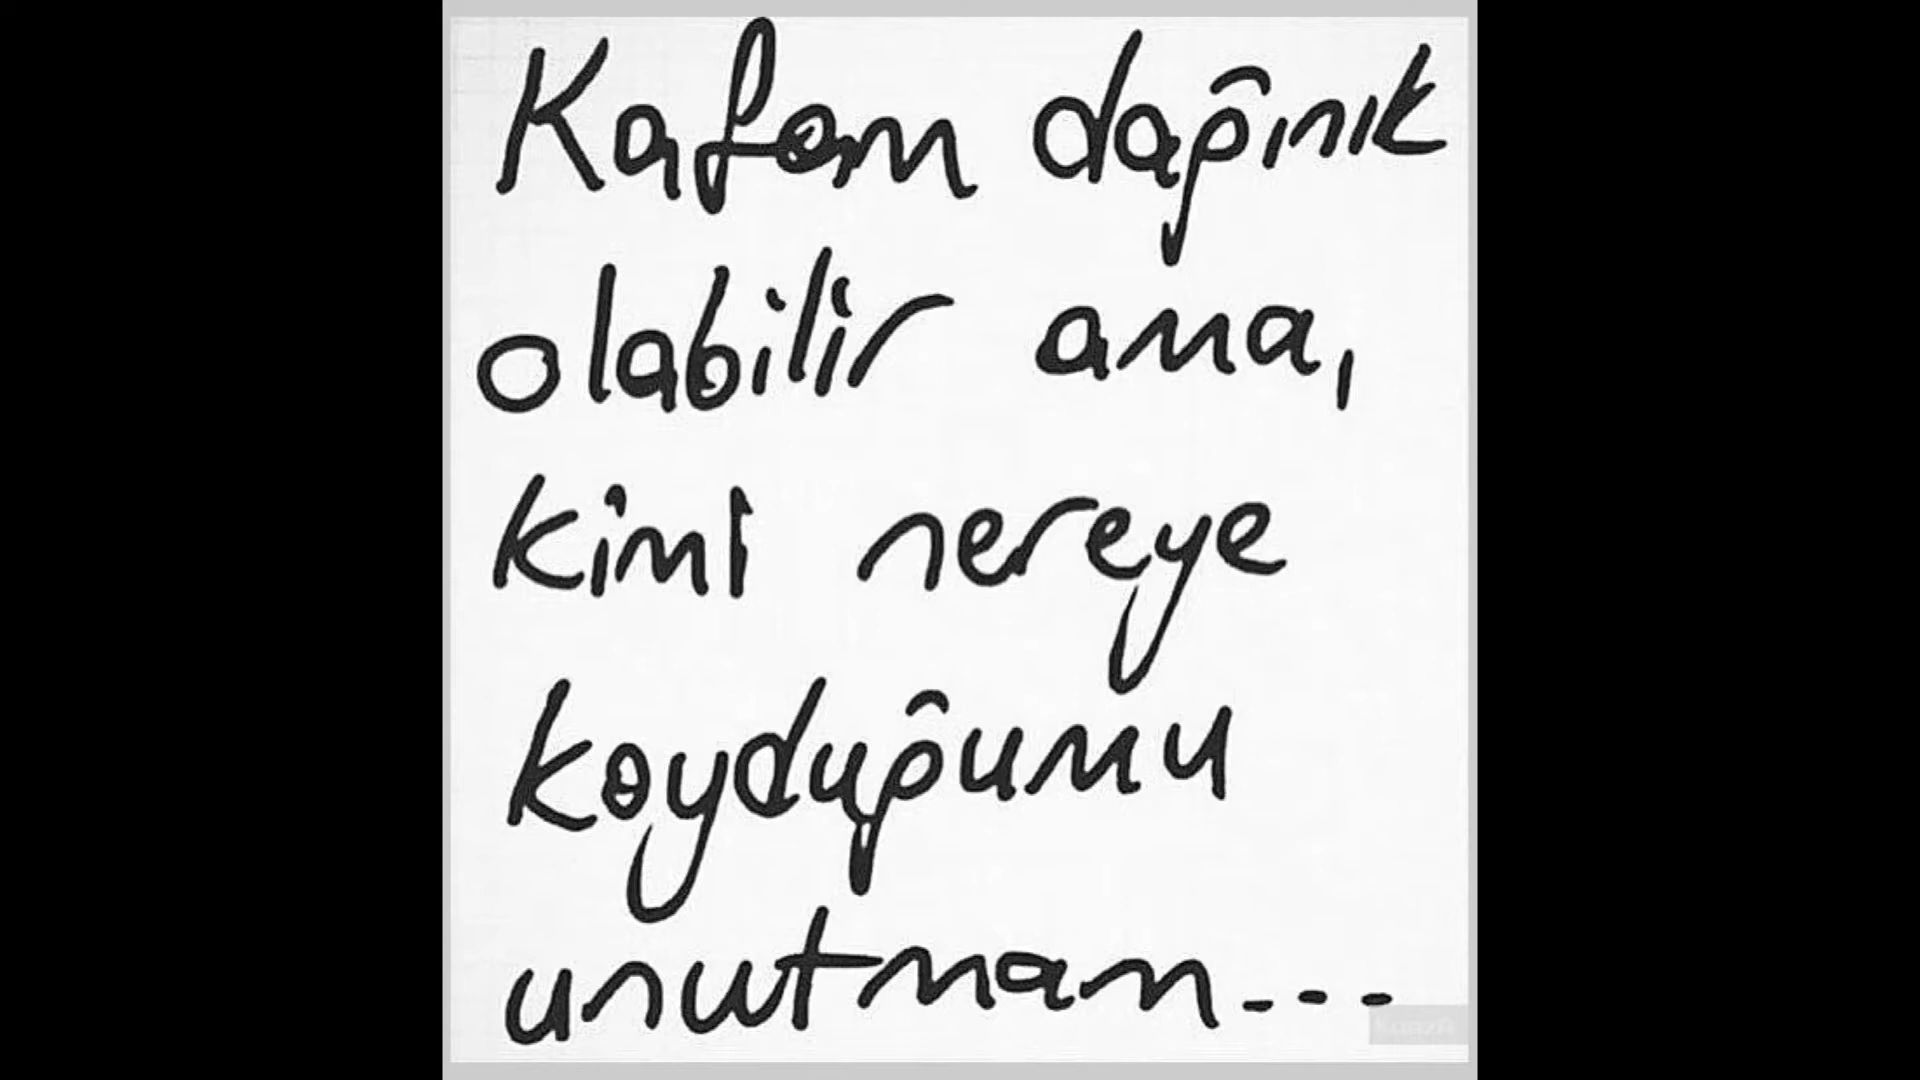 Kafam dağınık
olabilir ama,
kimi nereye
koyduğumu
unutmam...